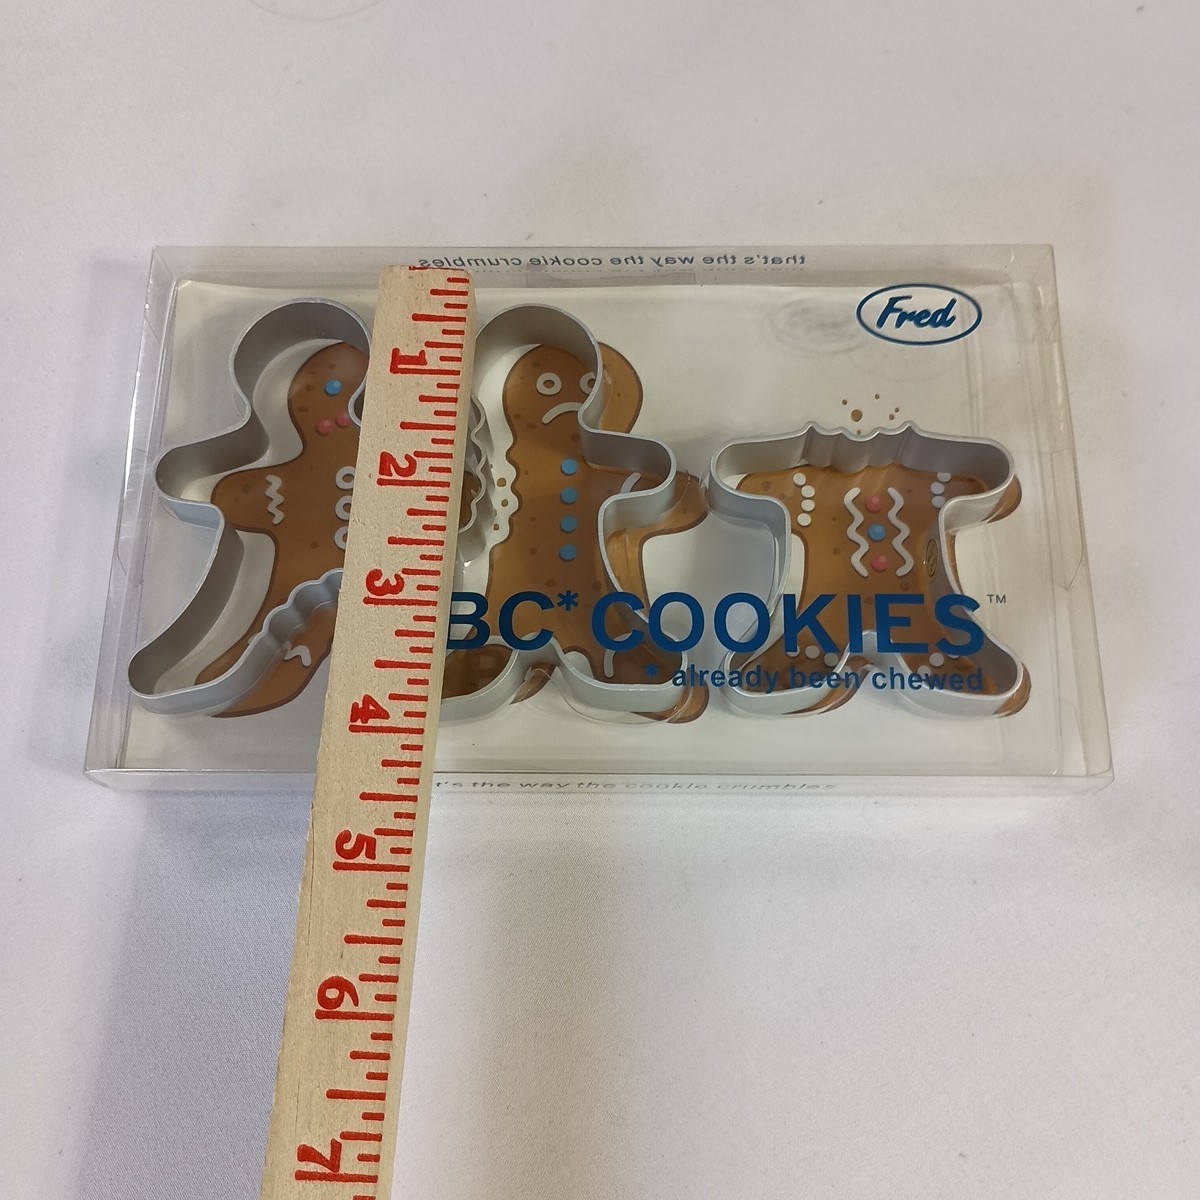 that's the way the cookie crumbles
Fred
1
2
3
4
5
6
7
BC* COOKIES™
* already been chewed
t's the way the cookie crumbles